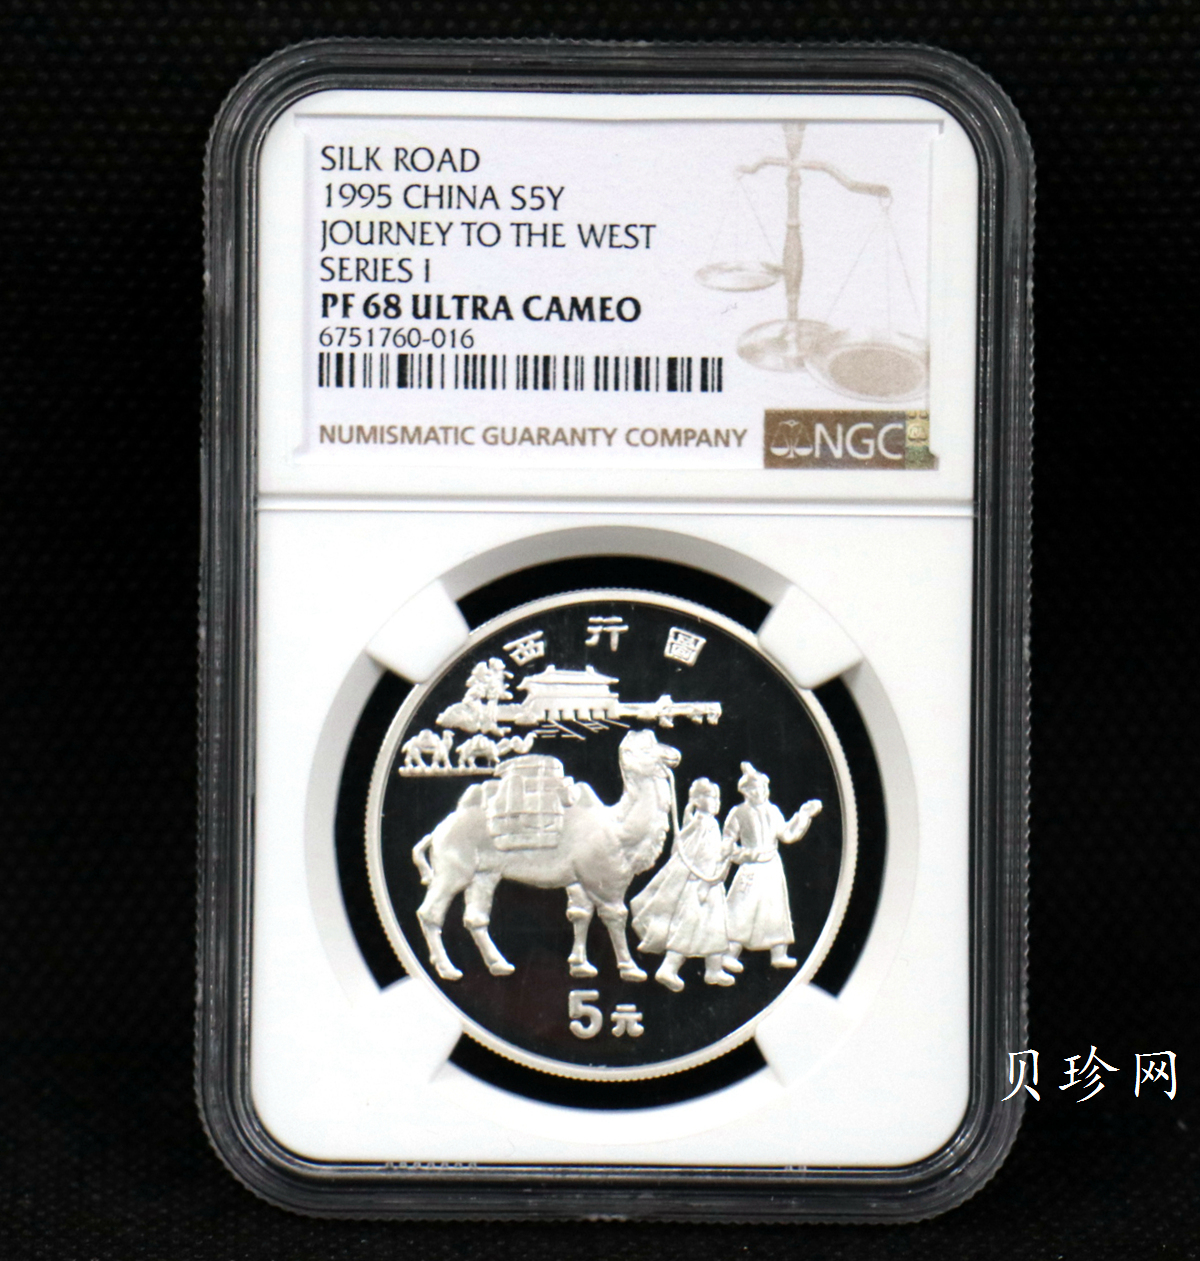 SILK ROAD
1995 CHINA S5Y
JOURNEY TO THE WEST
SERIES I
PF 68 ULTRA CAMEO
6751760-016
NUMISMATIC GUARANTY COMPANY
NGC
西行圖
5元
贝珍网